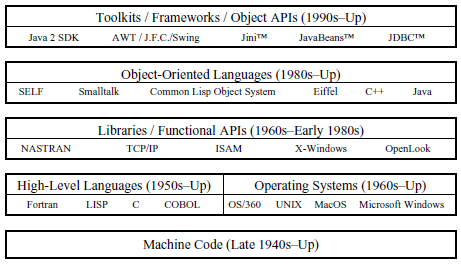 Toolkits / Frameworks / Object APIs (1990s–Up)
Java 2 SDK AWT / J.F.C./Swing Jini™ JavaBeans™ JDBC™
Object-Oriented Languages (1980s–Up)
SELF Smalltalk Common Lisp Object System Eiffel C++ Java
Libraries / Functional APIs (1960s–Early 1980s)
NASTRAN TCP/IP ISAM X-Windows OpenLook
High-Level Languages (1950s–Up) Operating Systems (1960s–Up)
Fortran LISP C COBOL OS/360 UNIX MacOS Microsoft Windows
Machine Code (Late 1940s–Up)